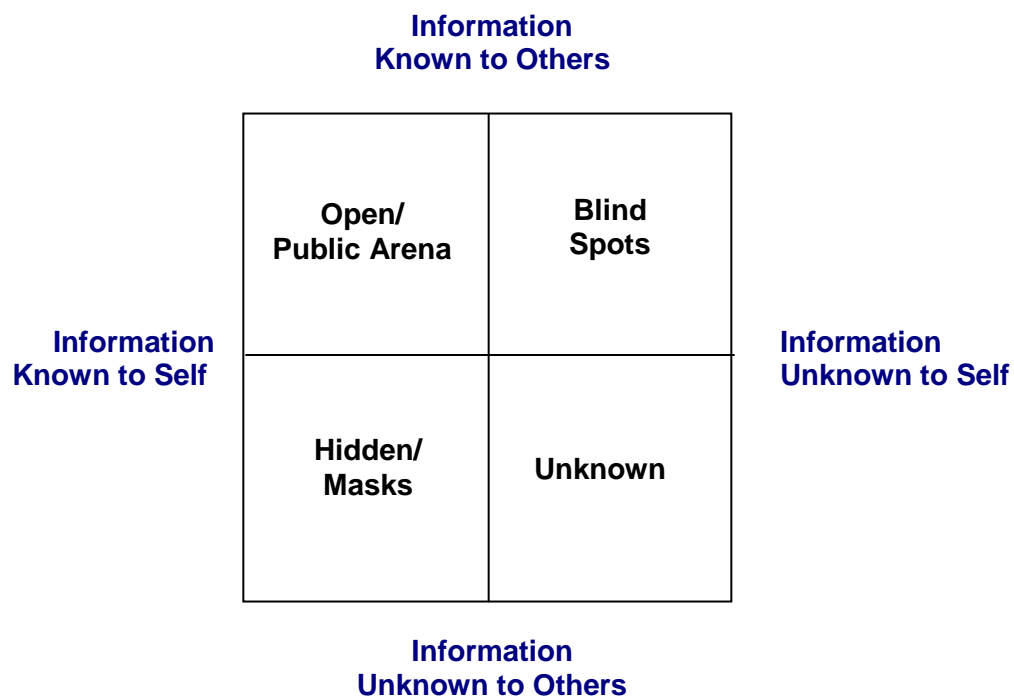 Information
Known to Others
Open/
Public Arena
Blind
Spots
Information
Known to Self
Information
Unknown to Self
Hidden/
Masks
Unknown
Information
Unknown to Others